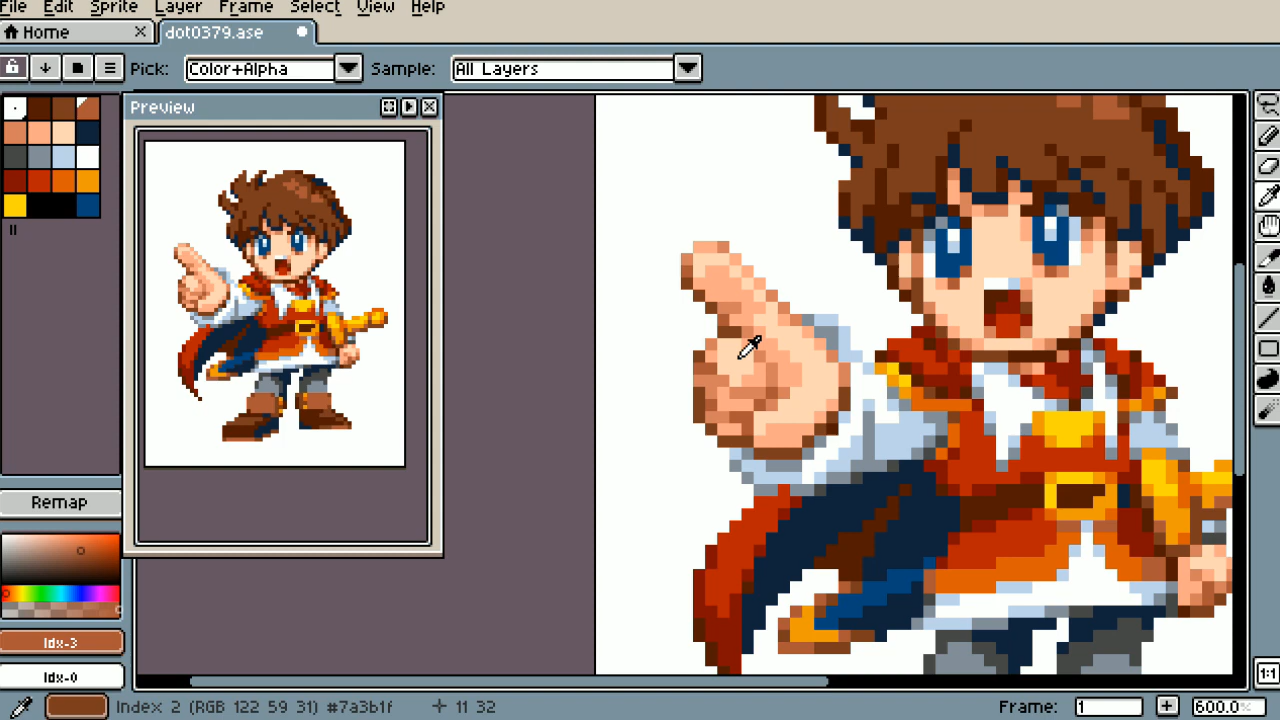 File Edit Sprite Layer Frame Select View Help
Home dot0379.ase
Pick: Color+Alpha Sample: All Layers
Preview
Remap
Idx-3
Idx-0
1:1
Index 2 (RGB 122 59 31) #7a3b1f 11 32 Frame: 1 600.0%